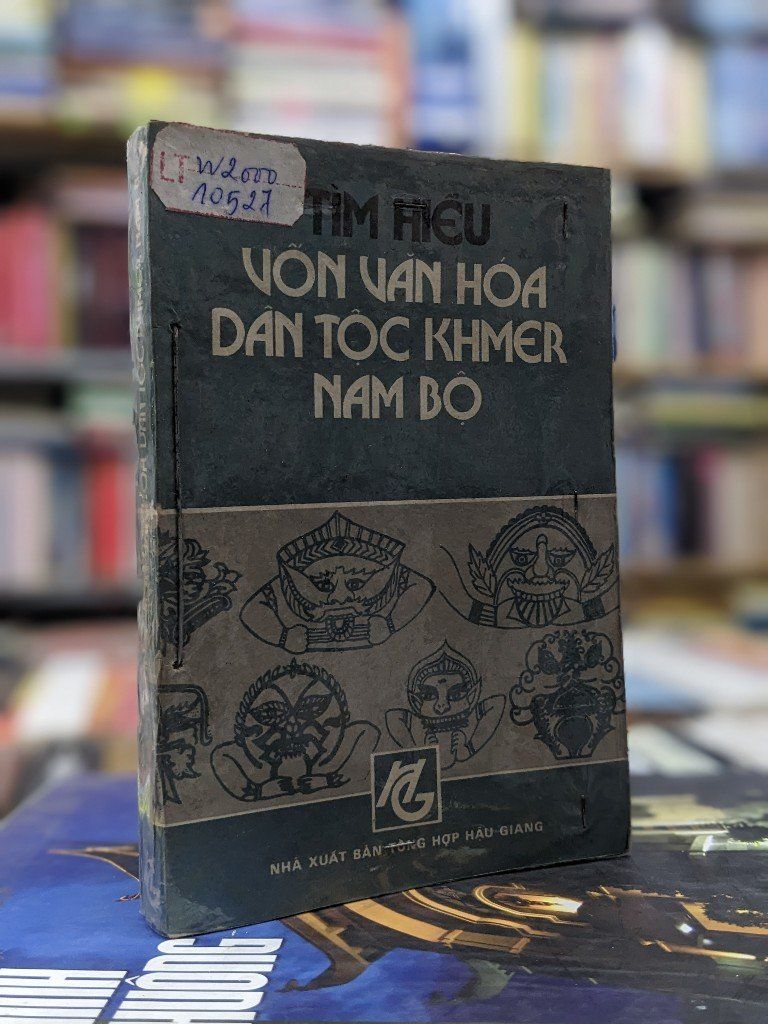 LT W2000
10527
TÌM HIỂU
VỐN VĂN HÓA
DÂN TỘC KHMER
NAM BỘ
HG
NHÀ XUẤT BẢN TỔNG HỢP HẬU GIANG